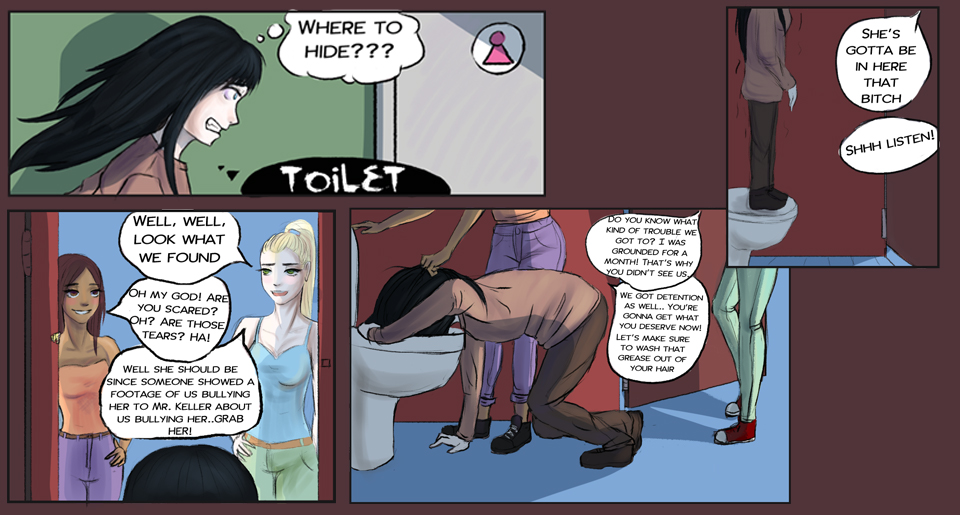 WHERE TO
HIDE???
TOILET
SHE'S
GOTTA BE
IN HERE
THAT
BITCH
SHHH LISTEN!
WELL, WELL,
LOOK WHAT
WE FOUND
OH MY GOD! ARE
YOU SCARED?
OH? ARE THOSE
TEARS? HA!
WELL SHE SHOULD BE
SINCE SOMEONE SHOWED A
FOOTAGE OF US BULLYING
HER TO MR. KELLER ABOUT
US BULLYING HER..GRAB
HER!
DO YOU KNOW WHAT
KIND OF TROUBLE WE
GOT TO? I WAS
GROUNDED FOR A
MONTH! THAT'S WHY
YOU DIDN'T SEE US.
WE GOT DETENTION
AS WELL.. YOU'RE
GONNA GET WHAT
YOU DESERVE NOW!
LET'S MAKE SURE
TO WASH THAT
GREASE OUT OF
YOUR HAIR